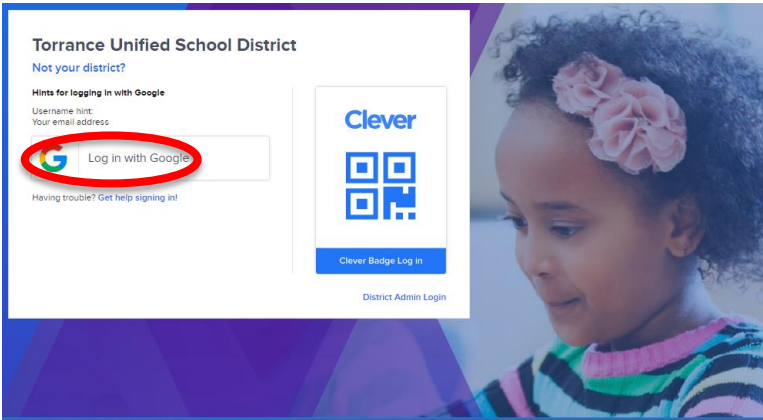 Torrance Unified School District
Not your district?
Hints for logging in with Google
Username hint:
Your email address
Log in with Google
Having trouble? Get help signing in!
Clever
Clever Badge Log in
District Admin Login